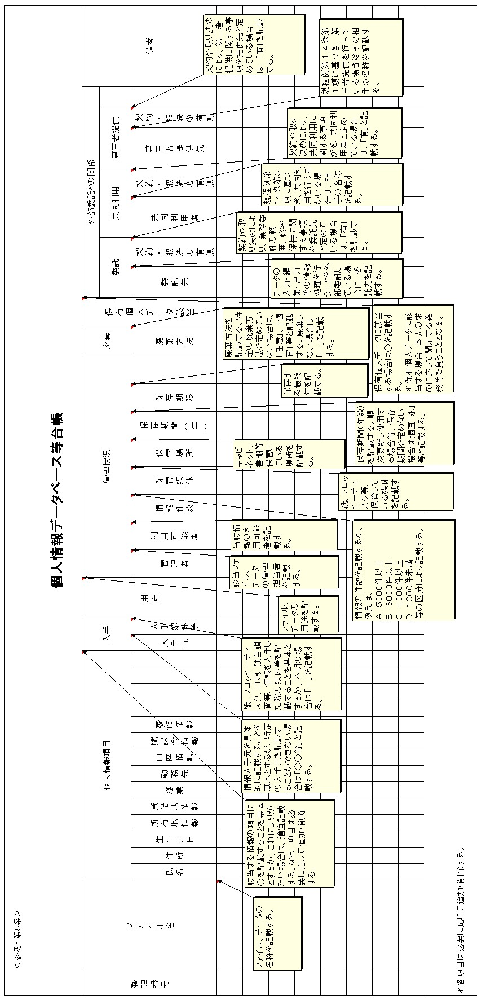 ＜参考・第8条＞
個人情報データベース等台帳
整理番号
ファイル名
個人情報項目
氏名
住所
生年月日
所有地情報
貸借地情報
職業
勤務先
口座情報
賦課金情報
家族情報
入手
入手元
入手媒体等
用途
管理状況
管理者
利用可能者
情報件数
保管媒体
保管場所
保存期間（年）
保存期限
廃棄
廃棄方法
保有個人データ該当
外部委託との関係
委託
委託先
契約・取決の有無
共同利用
共同利用者
契約・取決の有無
第三者提供
第三者提供先
契約・取決の有無
備考
ファイル、データの
名称を記載する。
該当する情報の項目に
○を記載することを基本
とするが、これによりが
たい場合は、適宜記載
する。なお、項目は必
要に応じて追加・削除
する。
情報入手元を具体
的に記載することを
基本とするが、特定
の入手元を記載す
ることができない場
合は「○○等」と記
載する。
紙、フロッピーディ
スク、口頭、独自調
査等、情報を入手し
た際の媒体等を記
載することを基本と
するが、不明の場
合は「－」を記載す
る。
ファイル、
データの
用途を記
載する。
該当ファ
イル、データ
の管理
担当者
を記載
する。
当該情
報の利
用可能
者を記
載す
る。
情報の件数を記載するか、
例えば、
A 5000件以上
B 3000件以上
C 1000件以上
D 1000件未満
等の区分により記載する。
紙、フロッ
ピーディ
スク等、
保管して
いる媒体
を記載す
る。
キャビ
ネット、
書棚等
保管し
ている
場所を
記載す
る。
保存期間（年数）
を記載する。順
次更新し使用す
る場合等、保存
期間を定めない
場合は適宜「永」
等と記載する。
保存す
る最終
年を記
載する。
廃棄方法を
記載する。特
定の廃棄方
法を定めてい
ない場合は、
「任意」、「適
宜」等と記載
する。廃棄し
ない場合は
「－」を記載
する。
保有個人データに該当
する場合は○を記載す
る。
＊保有個人データに該
当する場合、本人の求
めに応じて開示する義
務等を負うこととなる。
データの
入力・編
集・出力
等の情報
処理を行
うことを外
部委託し
ている場
合に、委
託先を記
載する。
契約や取
り決めによ
り、業務委
託の範
囲、秘密
保持に関
する事項
を委託先
と定めて
いる場合
は、「有」
を記載す
る。
規程例第
14条第3
項に基づ
き、共同利
用を行う者
がいる場
合は、相
手の名称
を記載す
る。
契約や取り
決めにより、
共同利用に
関する事項
がを、共同利
用者と定め
ている場合
は、「有」と記
載する。
規程例第１４条第
１項に基づき、第
三者提供を行って
いる場合はその相
手の名称を記載す
る。
契約や取り決め
により、第三者
提供に関する事
項を提供先と定
めている場合
は、「有」を記載
する。
＊各項目は必要に応じて追加・削除する。